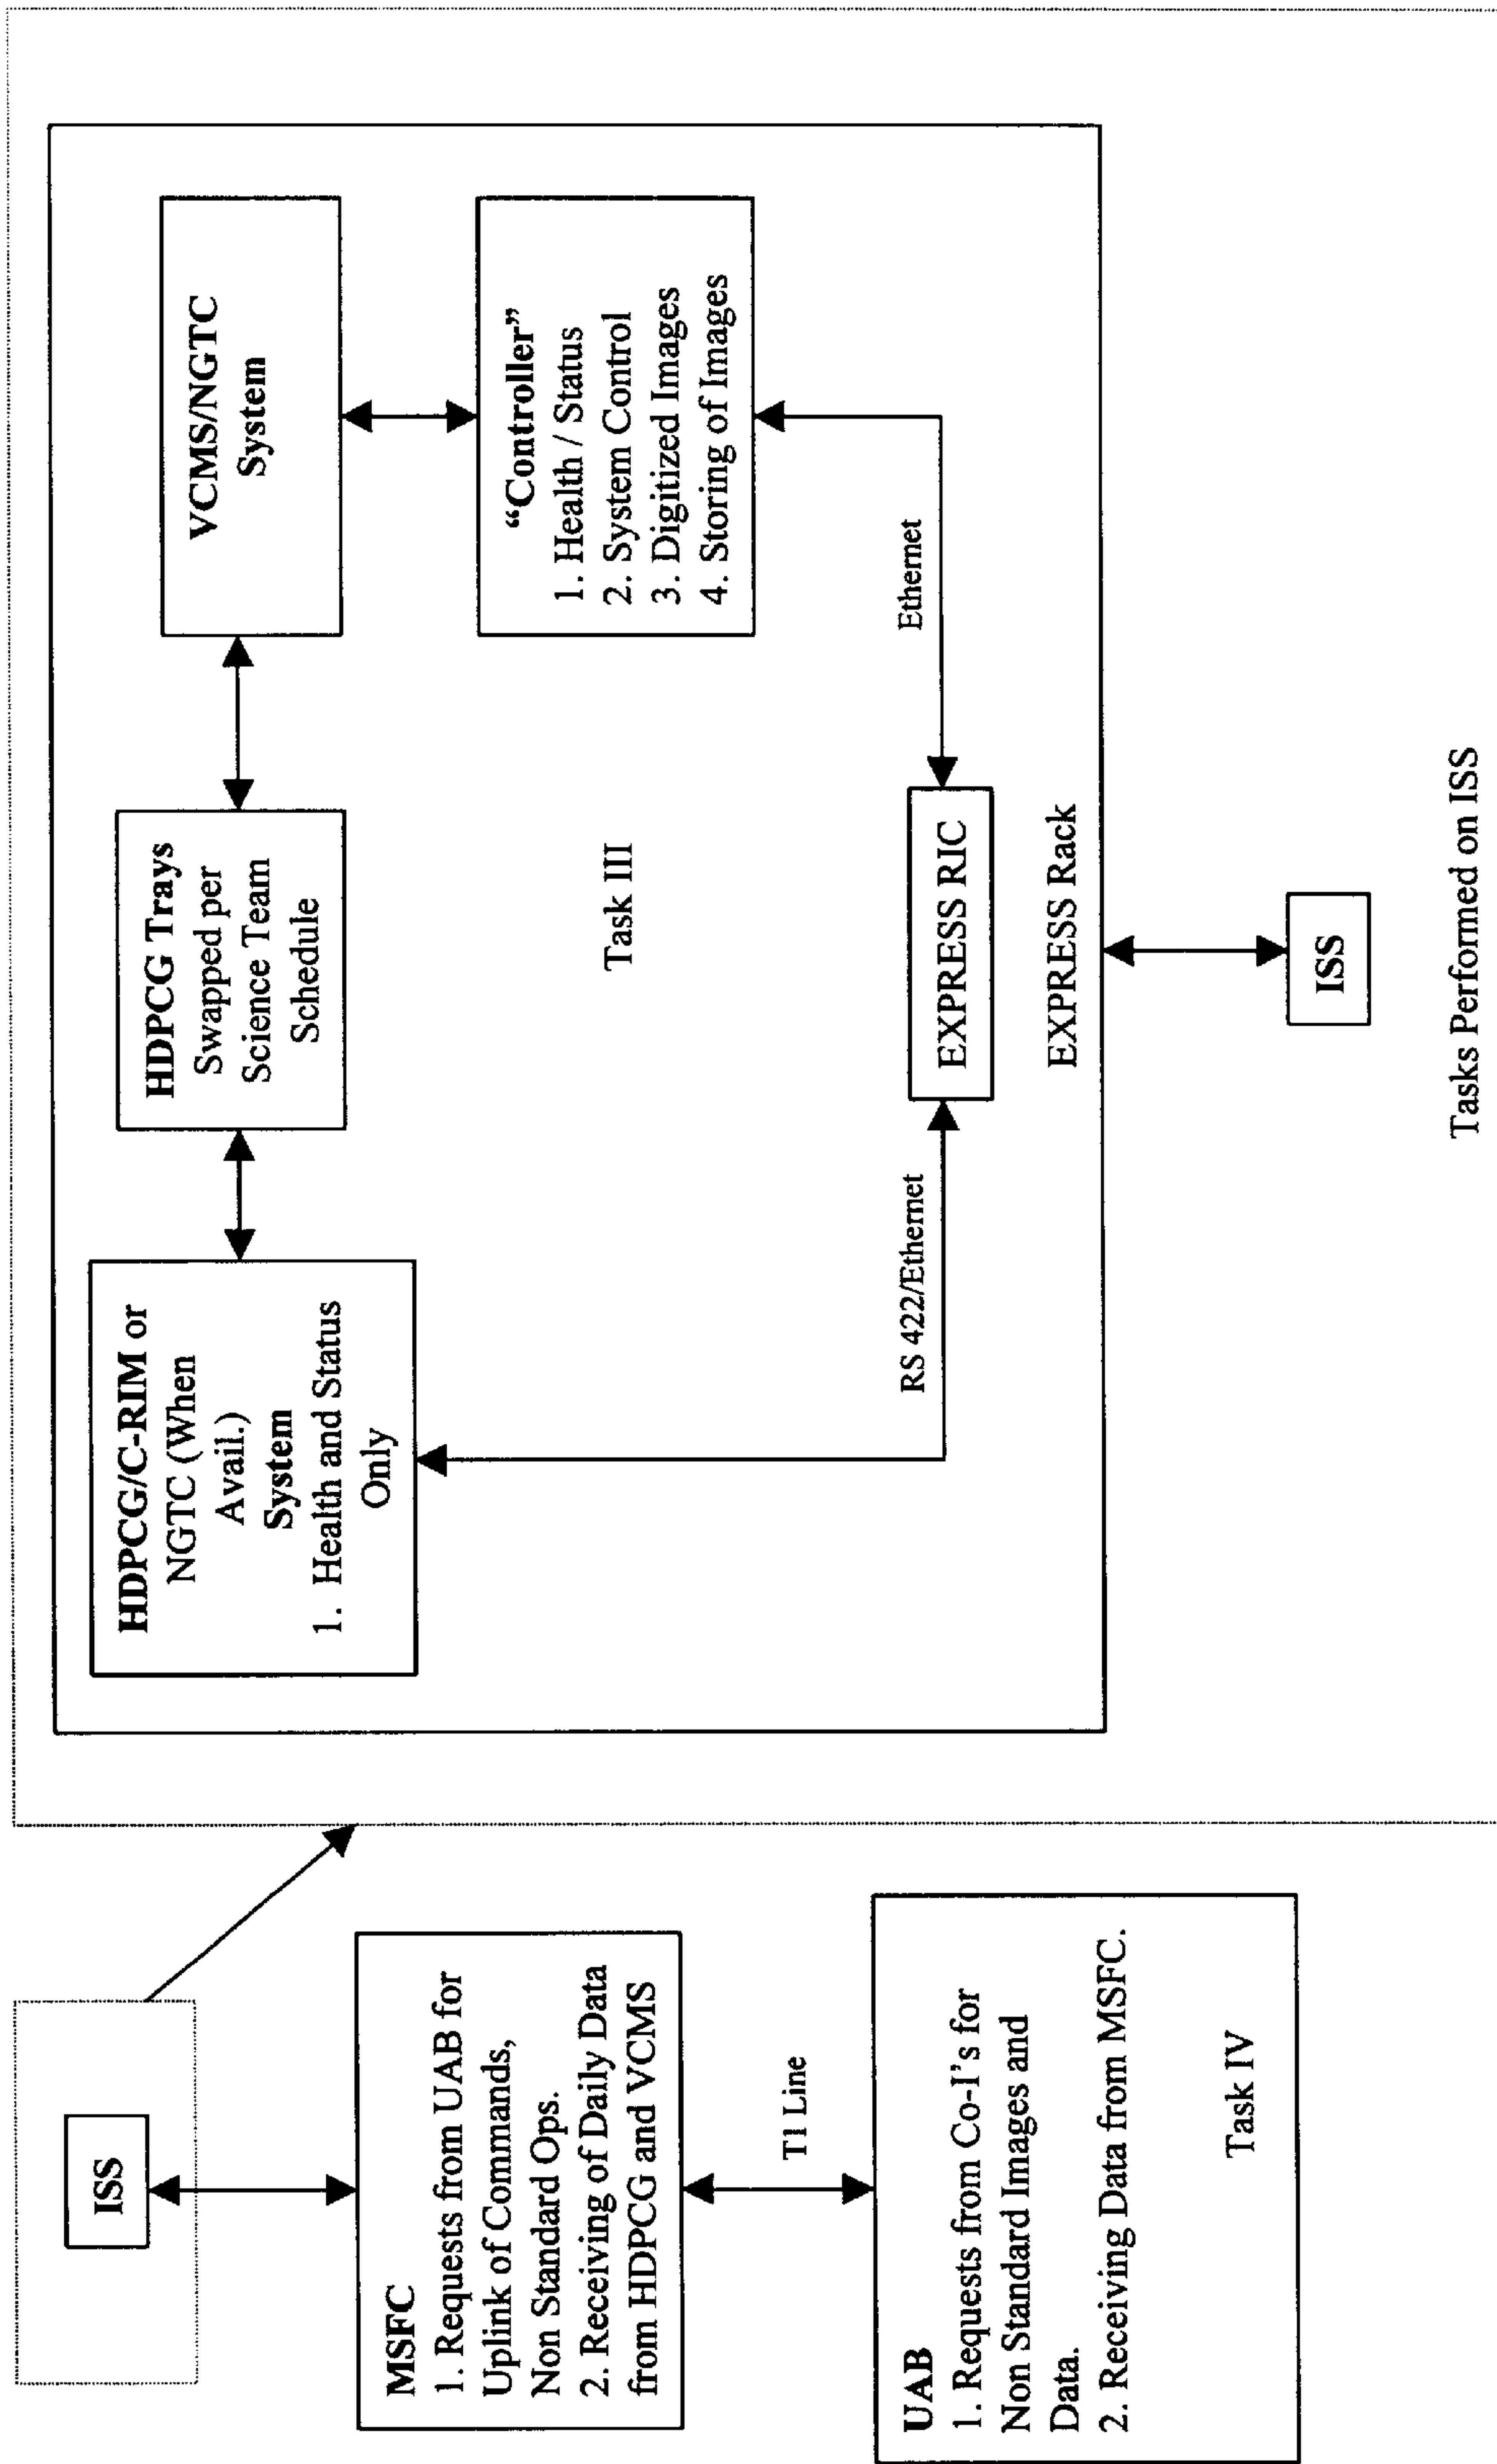 ISS
MSFC
1. Requests from UAB for
Uplink of Commands,
Non Standard Ops.
2. Receiving of Daily Data
from HDPCG and VCMS
T1 Line
UAB
1. Requests from Co-I's for
Non Standard Images and
Data.
2. Receiving Data from MSFC.
Task IV
HDPCG/C-RIM or
NGTC (When
Avail.)
System
1. Health and Status
Only
HDPCG Trays
Swapped per
Science Team
Schedule
VCMS/NGTC
System
“Controller”
1. Health / Status
2. System Control
3. Digitized Images
4. Storing of Images
Task III
RS 422/Ethernet
Ethernet
EXPRESS RIC
EXPRESS Rack
ISS
Tasks Performed on ISS